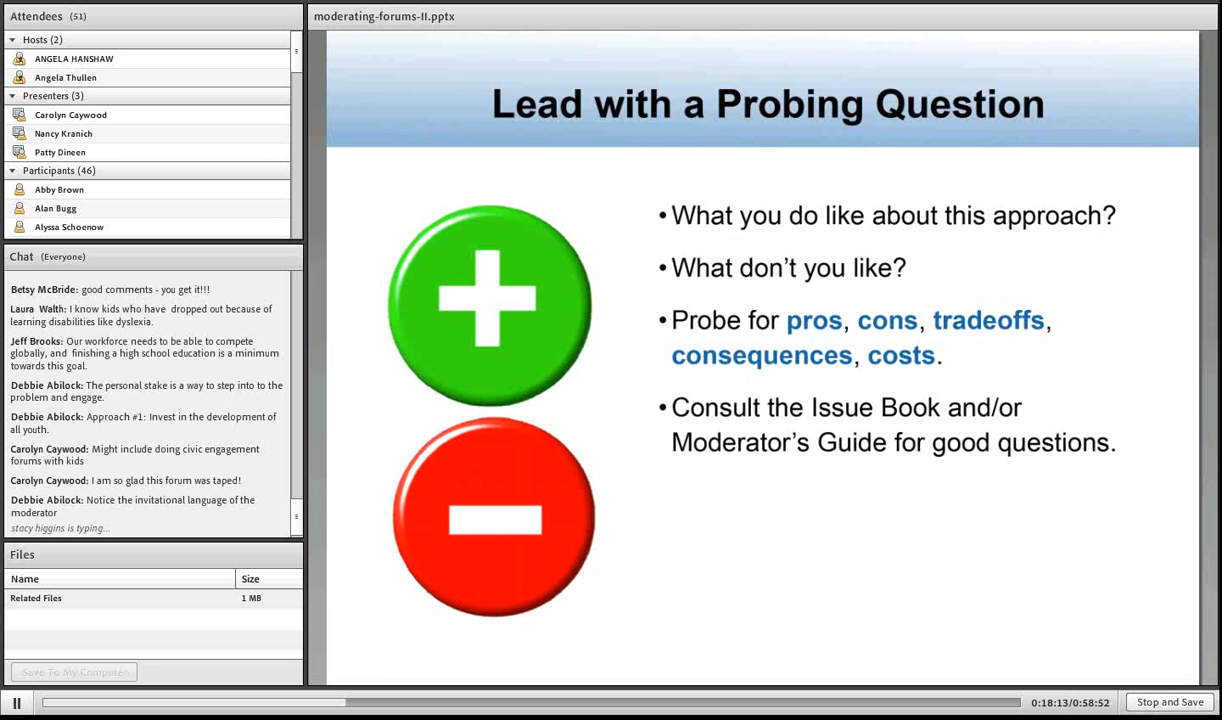 Attendees (51)
Hosts (2)
ANGELA HANSHAW
Angela Thullen
Presenters (3)
Carolyn Caywood
Nancy Kranich
Patty Dineen
Participants (46)
Abby Brown
Alan Bugg
Alyssa Schoenow
Chat (Everyone)
Betsy McBride: good comments - you get it!!!
Laura Walth: I know kids who have dropped out because of
learning disabilities like dyslexia.
Jeff Brooks: Our workforce needs to be able to compete
globally, and finishing a high school education is a minimum
towards this goal.
Debbie Abilock: The personal stake is a way to step into to the
problem and engage.
Debbie Abilock: Approach #1: Invest in the development of
all youth.
Carolyn Caywood: Might include doing civic engagement
forums with kids
Carolyn Caywood: I am so glad this forum was taped!
Debbie Abilock: Notice the invitational language of the
moderator
stacy higgins is typing...
Files
Name Size
Related Files 1 MB
Save To My Computer
moderating-forums-II.pptx
Lead with a Probing Question
• What you do like about this approach?
• What don't you like?
• Probe for pros, cons, tradeoffs,
consequences, costs.
• Consult the Issue Book and/or
Moderator's Guide for good questions.
0:18:13/0:58:52
Stop and Save